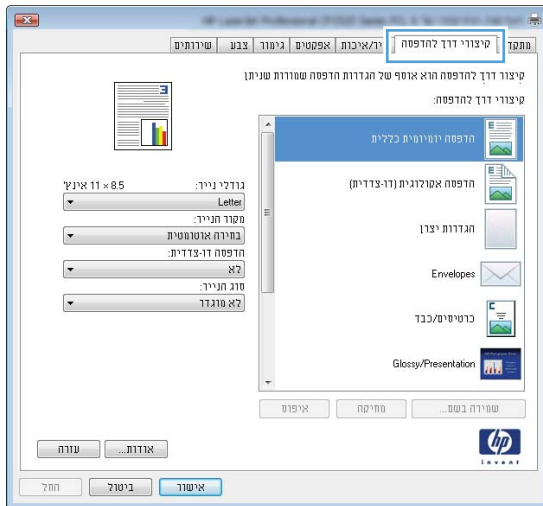 מתקד קיצורי דרך להדפסה יר/איכות אפקטים גימור צבע שירותים
קיצור דרך להדפסה הוא אוסף של הגדרות הדפסה שמורות שניתן
קיצורי דרך להדפסה:
הדפסה יומיומית כללית
הדפסה אקולוגית (דו-צדדית)
הגדרות יצרן
Envelopes
כרטיסים/כבד
Glossy/Presentation
גודלי נייר: 8.5 × 11 אינץ'
Letter
מקור הנייר:
בחירה אוטומטית
הדפסה דו-צדדית:
לא
סוג הנייר:
לא מוגדר
שמירה בשם... מחיקה איפוס
hp
invent
אודות... עזרה
אישור ביטול החל